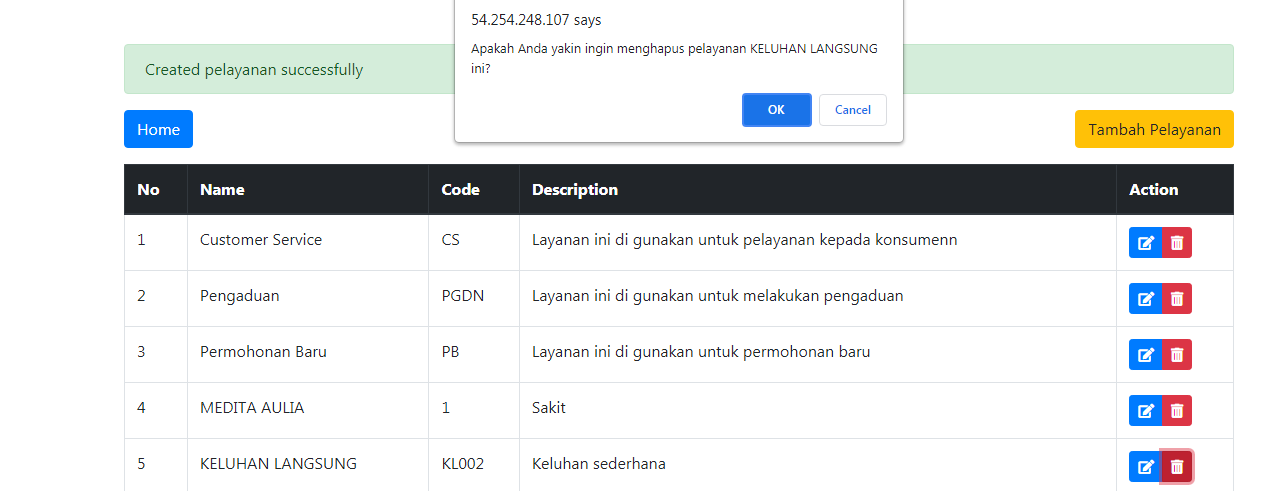 54.254.248.107 says
Apakah Anda yakin ingin menghapus pelayanan KELUHAN LANGSUNG
ini?
OK Cancel
Created pelayanan successfully
Home Tambah Pelayanan
No Name Code Description Action
1 Customer Service CS Layanan ini di gunakan untuk pelayanan kepada konsumenn
2 Pengaduan PGDN Layanan ini di gunakan untuk melakukan pengaduan
3 Permohonan Baru PB Layanan ini di gunakan untuk permohonan baru
4 MEDITA AULIA 1 Sakit
5 KELUHAN LANGSUNG KL002 Keluhan sederhana